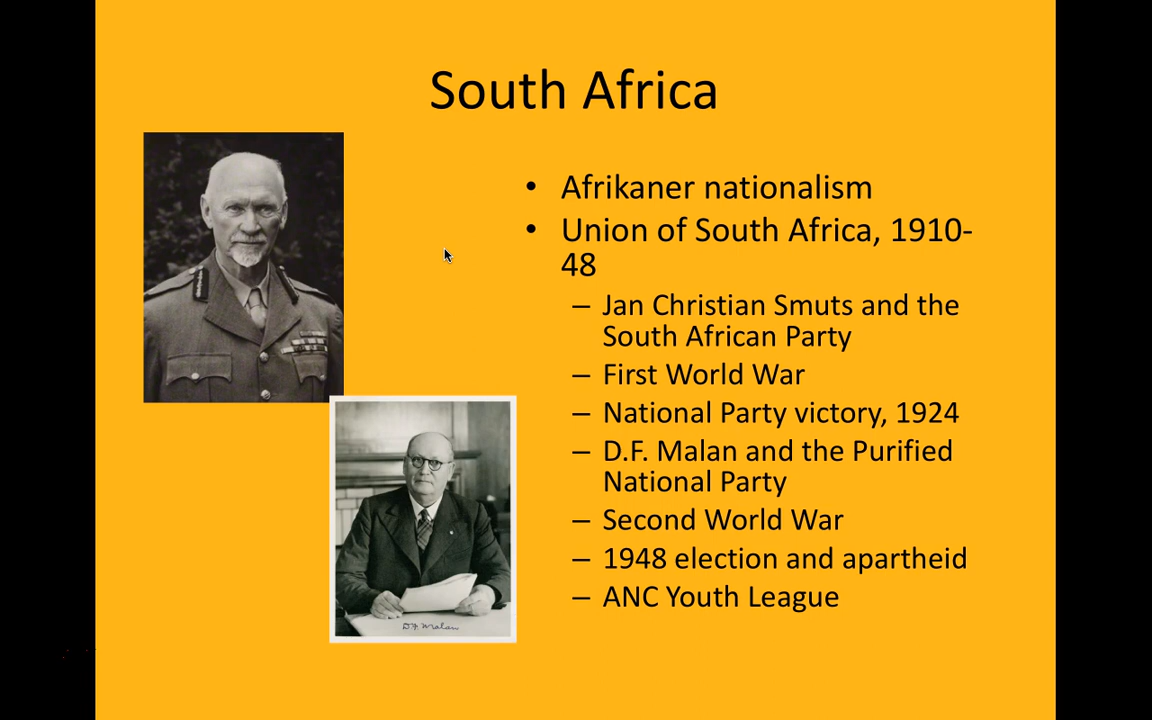 South Africa
• Afrikaner nationalism
• Union of South Africa, 1910-
48
– Jan Christian Smuts and the
South African Party
– First World War
– National Party victory, 1924
– D.F. Malan and the Purified
National Party
– Second World War
– 1948 election and apartheid
– ANC Youth League
D.F. Malan